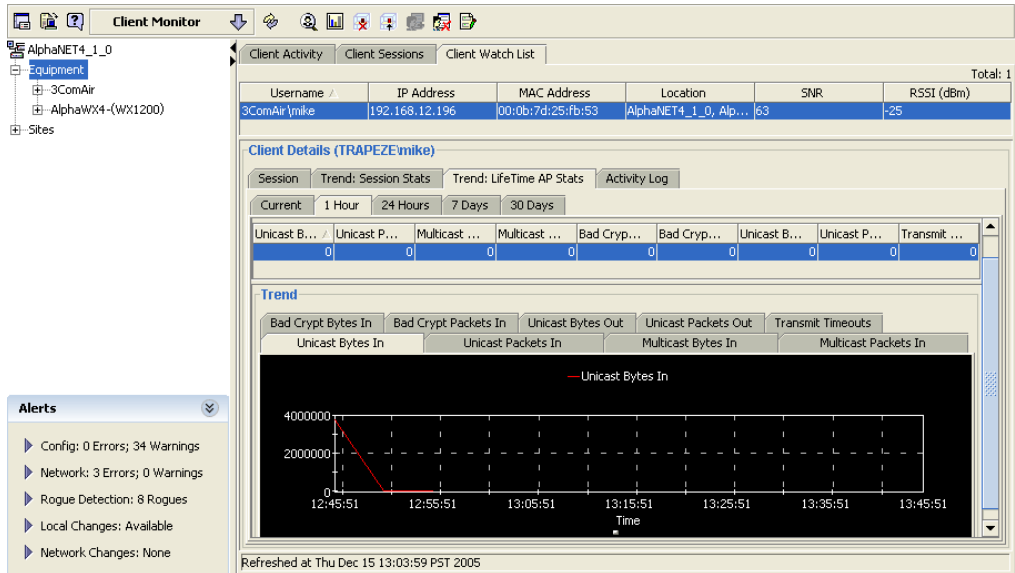 Client Monitor
AlphaNET4_1_0
Equipment
3ComAir
AlphaWX4-(WX1200)
Sites
Alerts
Config: 0 Errors; 34 Warnings
Network: 3 Errors; 0 Warnings
Rogue Detection: 8 Rogues
Local Changes: Available
Network Changes: None
Client Activity Client Sessions Client Watch List
Total: 1
Username IP Address MAC Address Location SNR RSSI (dBm)
3ComAir\mike 192.168.12.196 00:0b:7d:25:fb:53 AlphaNET4_1_0, Alp... 63 -25
Client Details (TRAPEZE\mike)
Session Trend: Session Stats Trend: LifeTime AP Stats Activity Log
Current 1 Hour 24 Hours 7 Days 30 Days
Unicast B... Unicast P... Multicast ... Multicast ... Bad Cryp... Bad Cryp... Unicast B... Unicast P... Transmit ...
0 0 0 0 0 0 0 0 0
Trend
Bad Crypt Bytes In Bad Crypt Packets In Unicast Bytes Out Unicast Packets Out Transmit Timeouts
Unicast Bytes In Unicast Packets In Multicast Bytes In Multicast Packets In
Unicast Bytes In
4000000
2000000
0
12:45:51 12:55:51 13:05:51 13:15:51 13:25:51 13:35:51 13:45:51
Time
Refreshed at Thu Dec 15 13:03:59 PST 2005